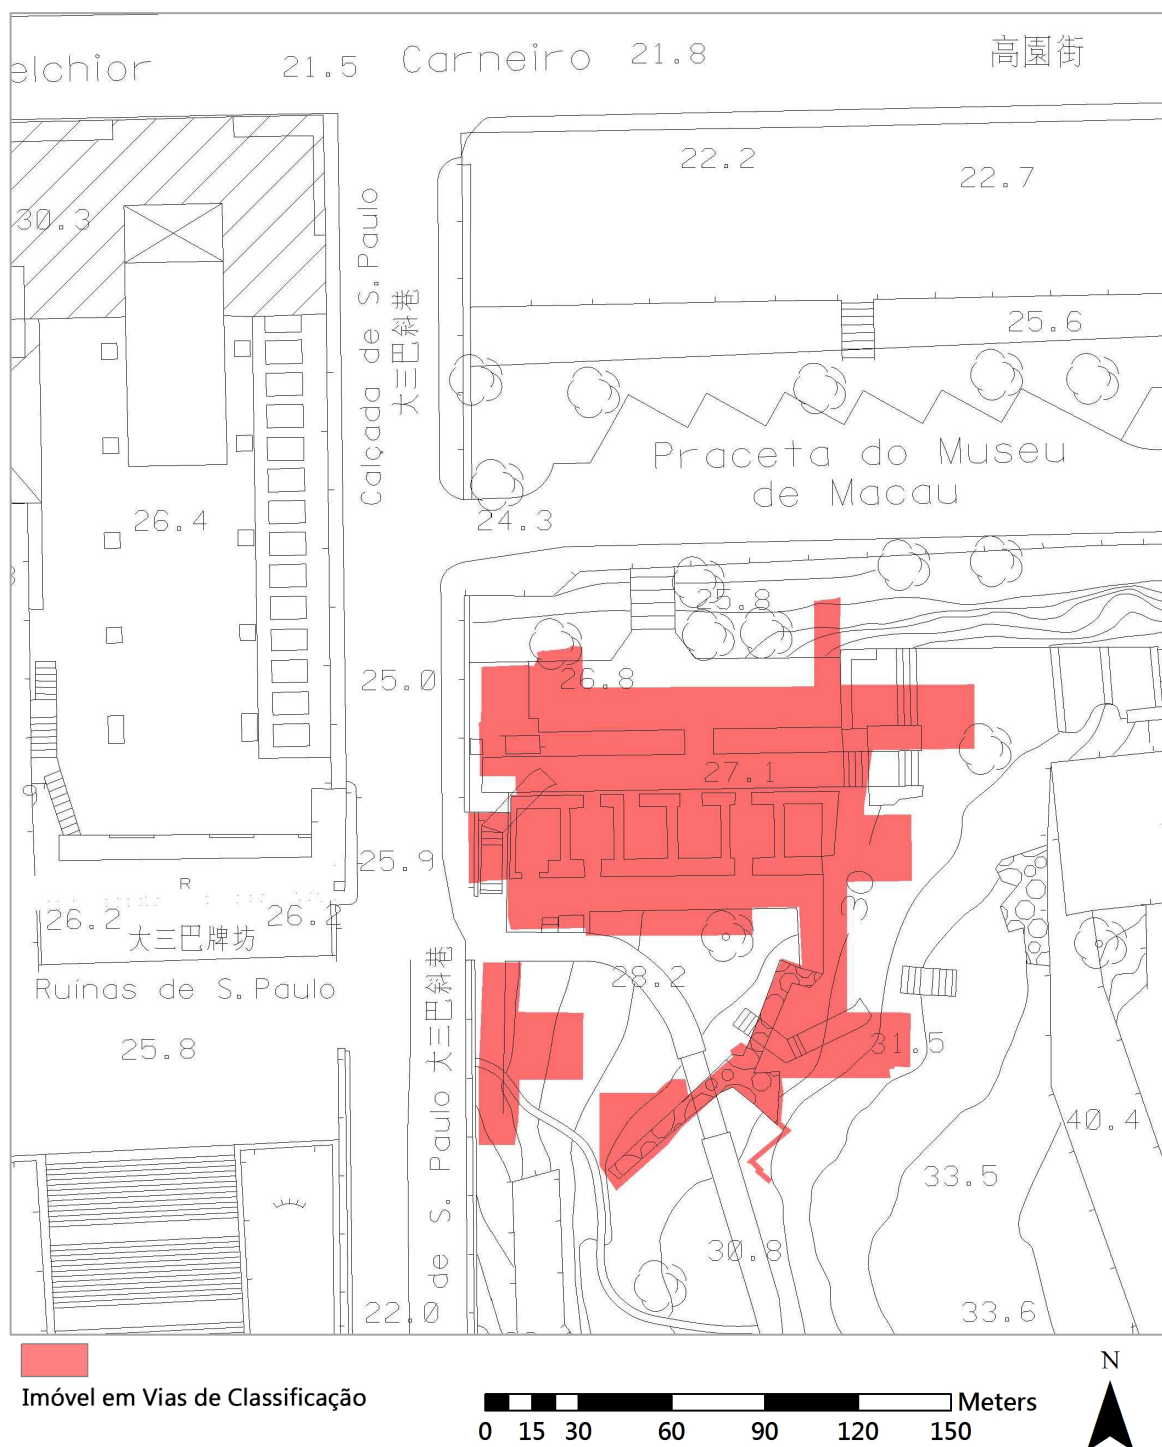 elchior
21.5
Carneiro
21.8
高園街
22.2
22.7
30.3
Calçada de S. Paulo
大三巴斜巷
25.6
Praceta do Museu
de Macau
26.4
24.3
25.8
25.0
26.8
27.1
25.9
30
R
26.2
26.2
大三巴牌坊
Ruínas de S. Paulo
28.2
25.8
de S. Paulo 大三巴斜巷
31.5
40.4
33.5
30.8
22.0
33.6
Imóvel em Vias de Classificação
N
Meters
0 15 30 60 90 120 150